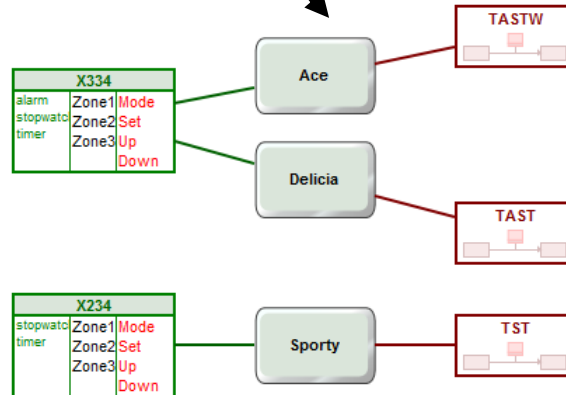 TASTW
Ace
X334
alarm Zone1 Mode
stopwatc Zone2 Set
timer Zone3 Up
Down
Delicia
TAST
X234
stopwatc Zone1 Mode
timer Zone2 Set
Zone3 Up
Down
Sporty
TST